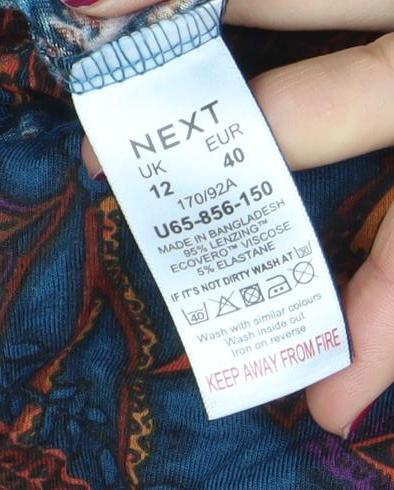 NEXT
UK EUR
12 40
170/92A
U65-856-150
MADE IN BANGLADESH
95% LENZING™
ECOVERO™ VISCOSE
5% ELASTANE
IF IT'S NOT DIRTY WASH AT
40
Wash with similar colours
Wash inside out
Iron on reverse
KEEP AWAY FROM FIRE